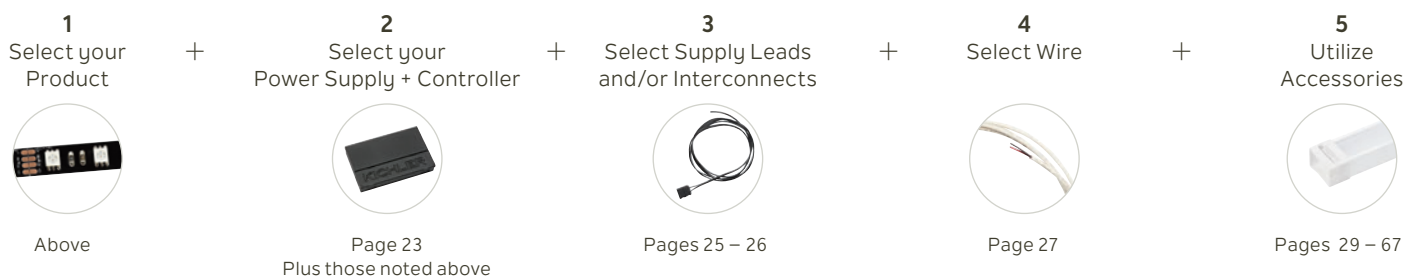 1
Select your
Product
Above
+
2
Select your
Power Supply + Controller
KICHLER
Page 23
Plus those noted above
+
3
Select Supply Leads
and/or Interconnects
Pages 25 – 26
+
4
Select Wire
Page 27
+
5
Utilize
Accessories
Pages 29 – 67